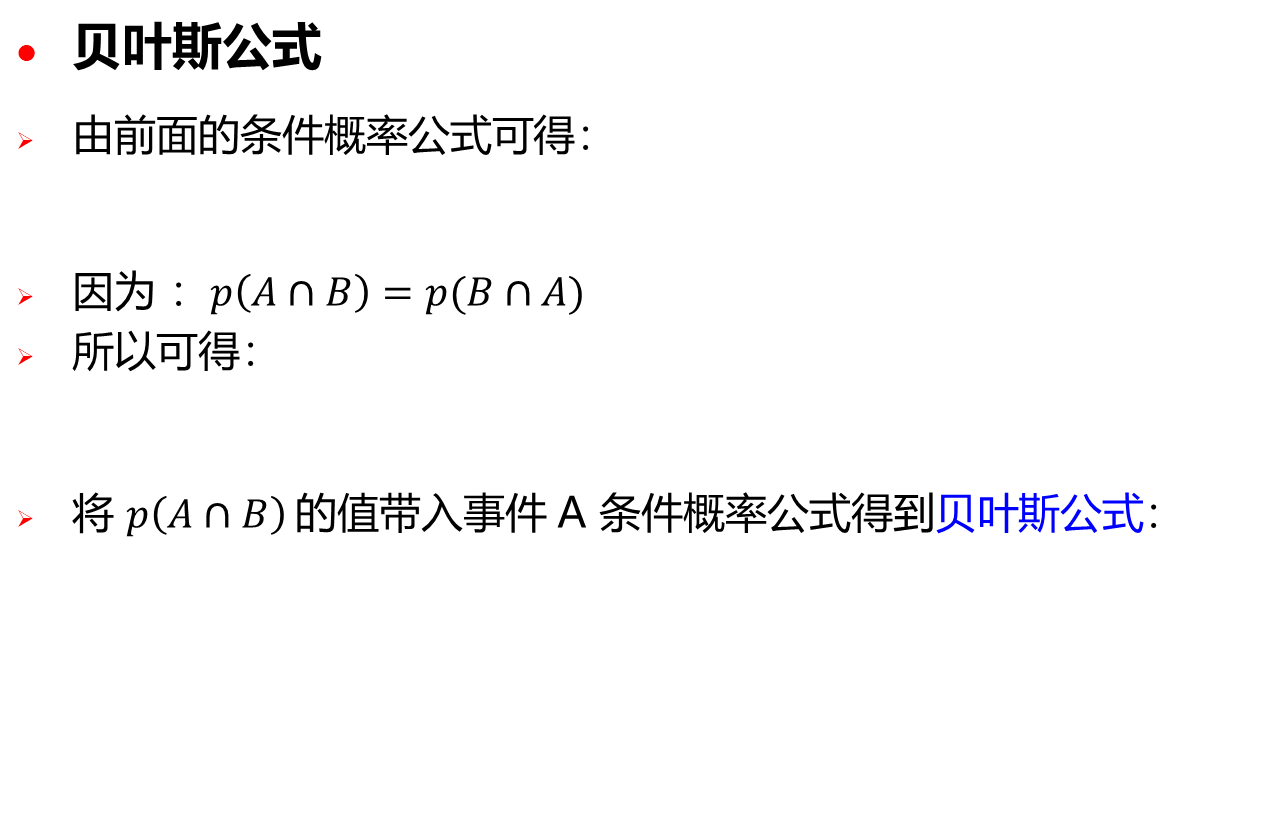 • 贝叶斯公式
➢ 由前面的条件概率公式可得：
➢ 因为 ：p(A ∩ B) = p(B ∩ A)
➢ 所以可得：
➢ 将 p(A ∩ B) 的值带入事件 A 条件概率公式得到贝叶斯公式：